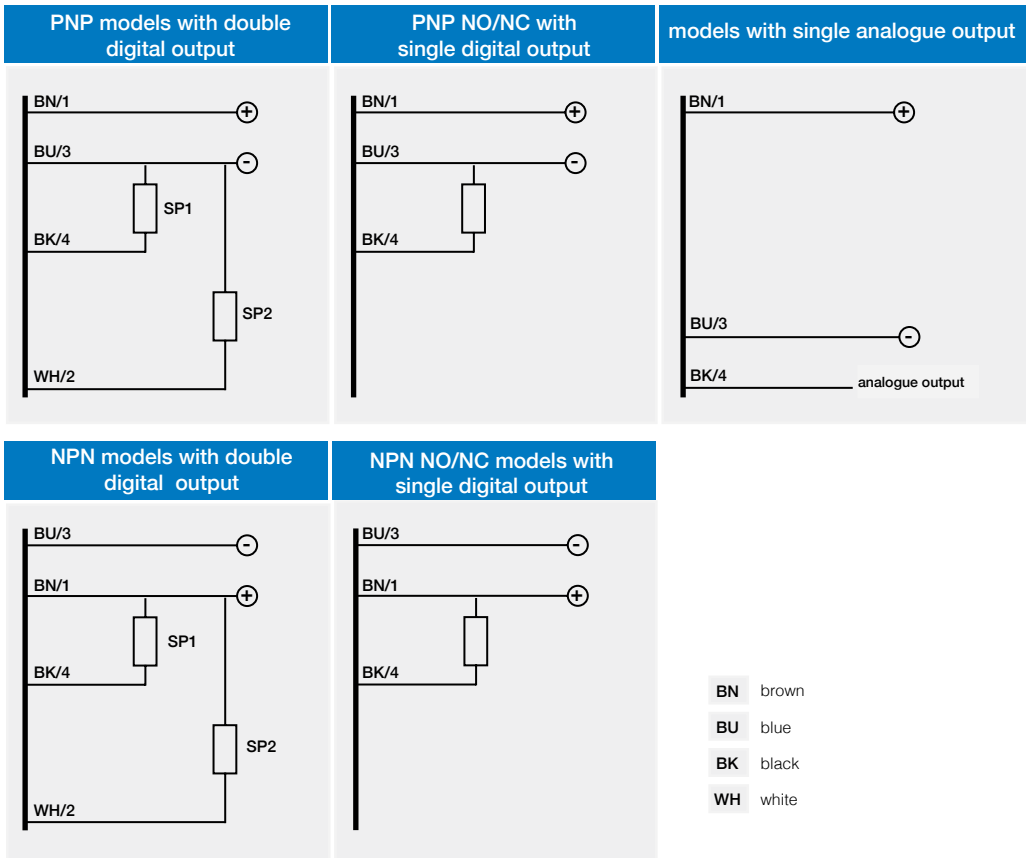 PNP models with double
digital output
PNP NO/NC with
single digital output
models with single analogue output
BN/1
+
BU/3
-
SP1
BK/4
SP2
WH/2
BN/1
+
BU/3
-
BK/4
BN/1
+
BU/3
-
BK/4
analogue output
NPN models with double
digital output
NPN NO/NC models with
single digital output
BU/3
-
BN/1
+
SP1
BK/4
SP2
WH/2
BU/3
-
BN/1
+
BK/4
BN brown
BU blue
BK black
WH white